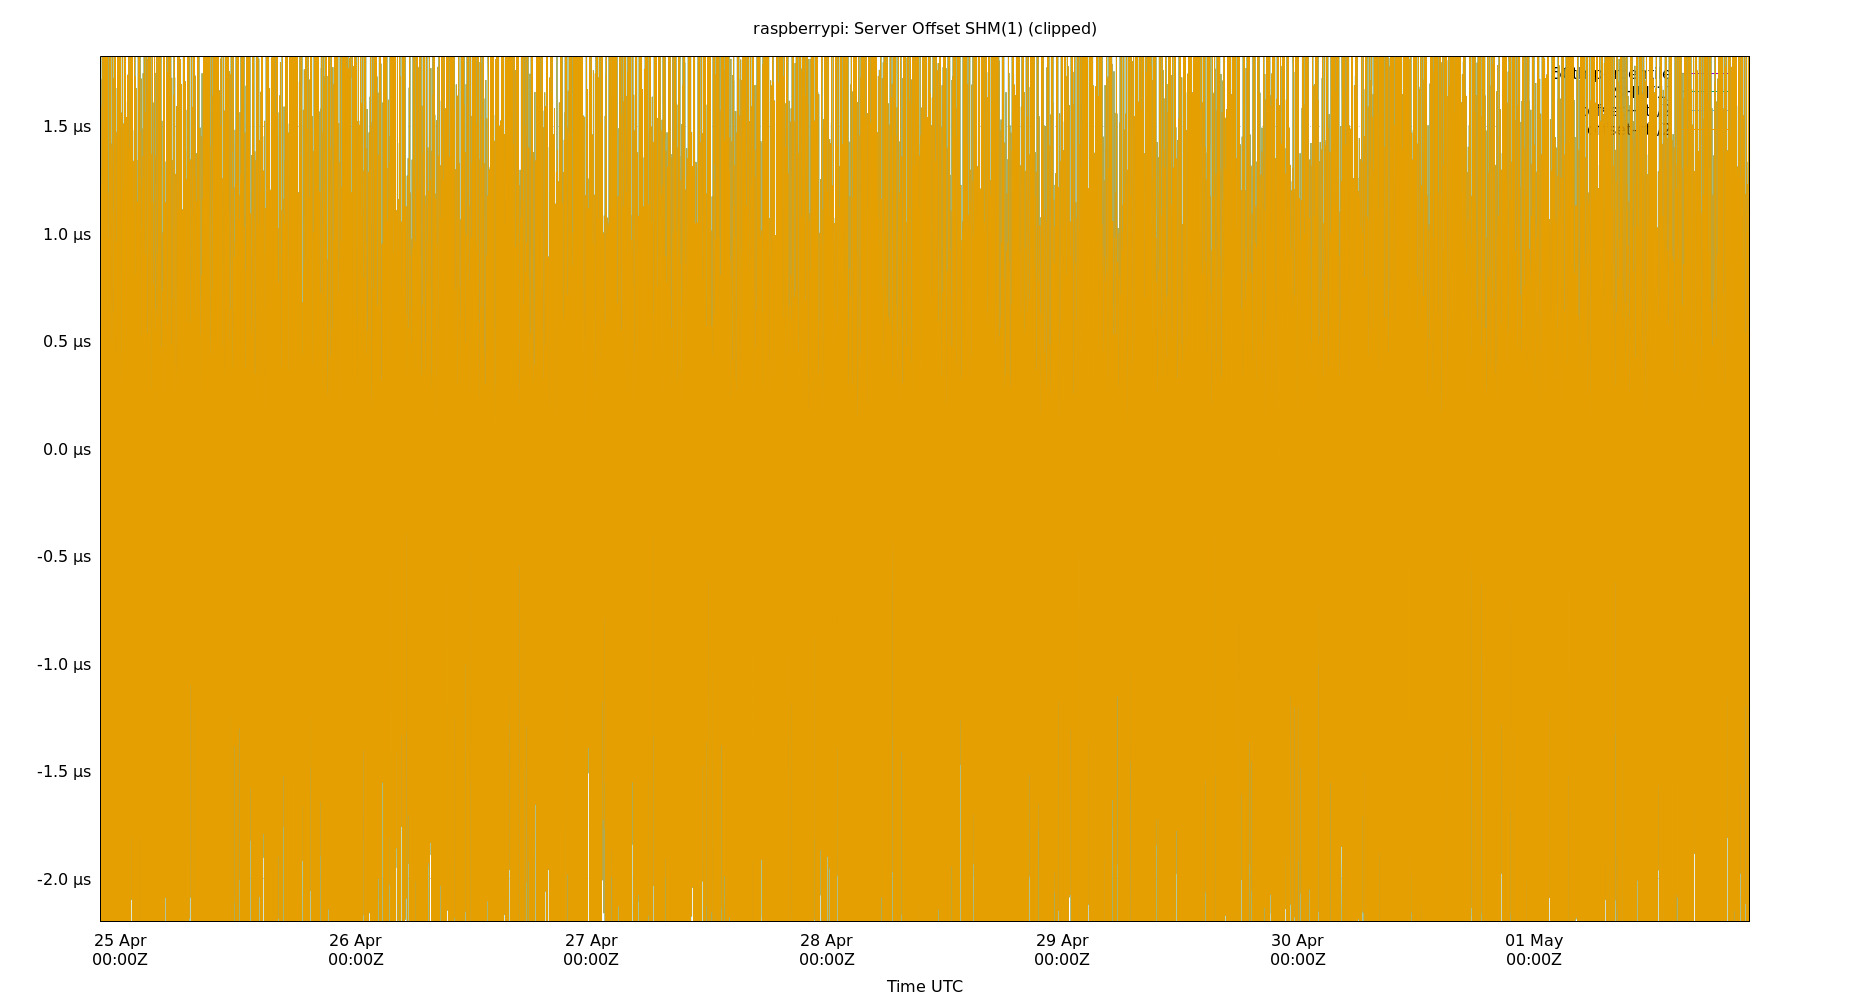 raspberrypi: Server Offset SHM(1) (clipped)
1.5 µs
1.0 µs
0.5 µs
0.0 µs
-0.5 µs
-1.0 µs
-1.5 µs
-2.0 µs
25 Apr 26 Apr 27 Apr 28 Apr 29 Apr 30 Apr 01 May
00:00Z 00:00Z 00:00Z 00:00Z 00:00Z 00:00Z 00:00Z
Time UTC